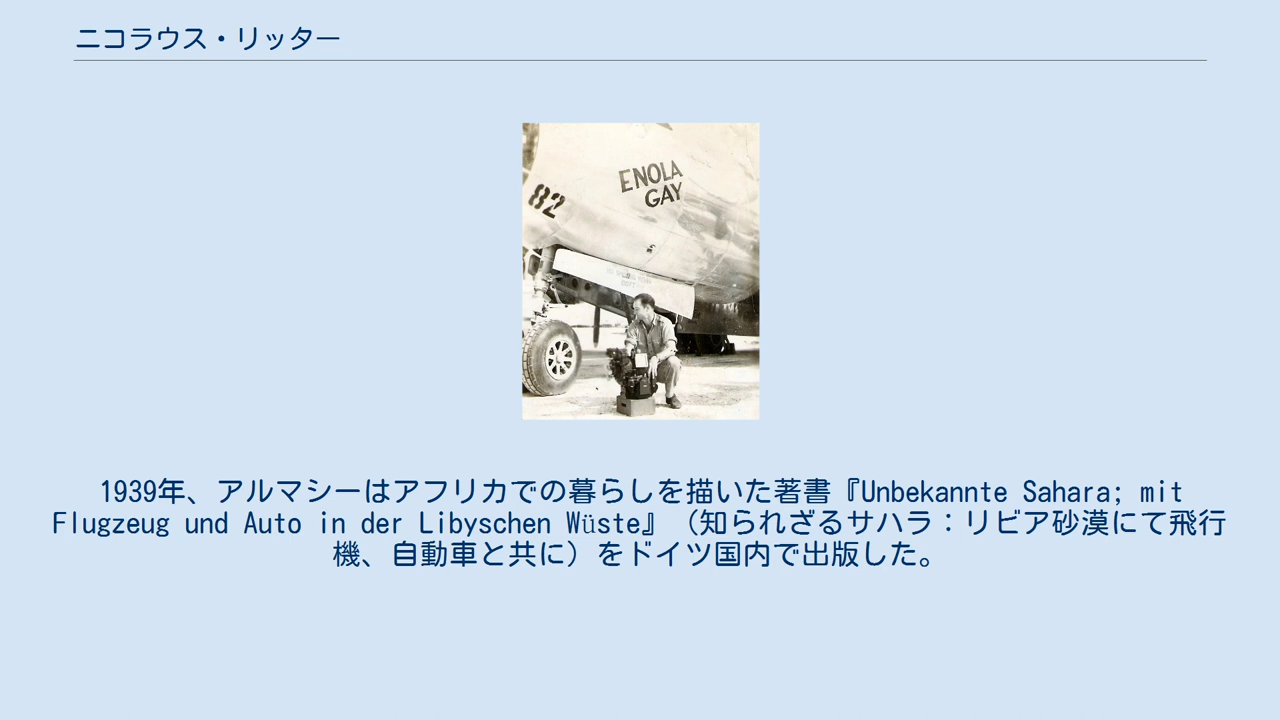 ニコラウス・リッター
ENOLA
GAY
82
1939年、アルマシーはアフリカでの暮らしを描いた著書『Unbekannte Sahara; mit
Flugzeug und Auto in der Libyschen Wüste』（知られざるサハラ：リビア砂漠にて飛行
機、自動車と共に）をドイツ国内で出版した。